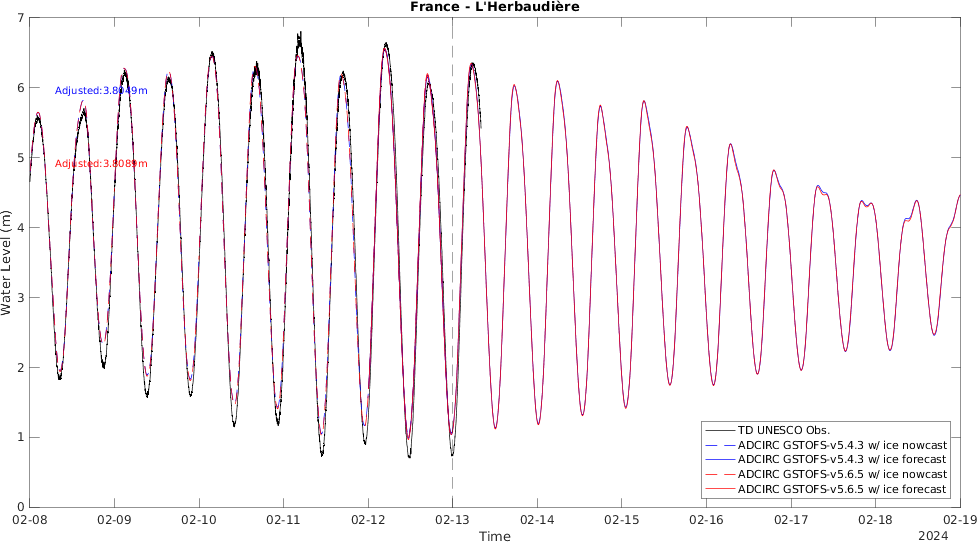 France - L'Herbaudière
7
6
5
4
3
2
1
0
Water Level (m)
Adjusted:3.8049m
Adjusted:3.8089m
TD UNESCO Obs.
ADCIRC GSTOFS-v5.4.3 w/ ice nowcast
ADCIRC GSTOFS-v5.4.3 w/ ice forecast
ADCIRC GSTOFS-v5.6.5 w/ ice nowcast
ADCIRC GSTOFS-v5.6.5 w/ ice forecast
02-08 02-09 02-10 02-11 02-12 02-13 02-14 02-15 02-16 02-17 02-18 02-19
Time
2024